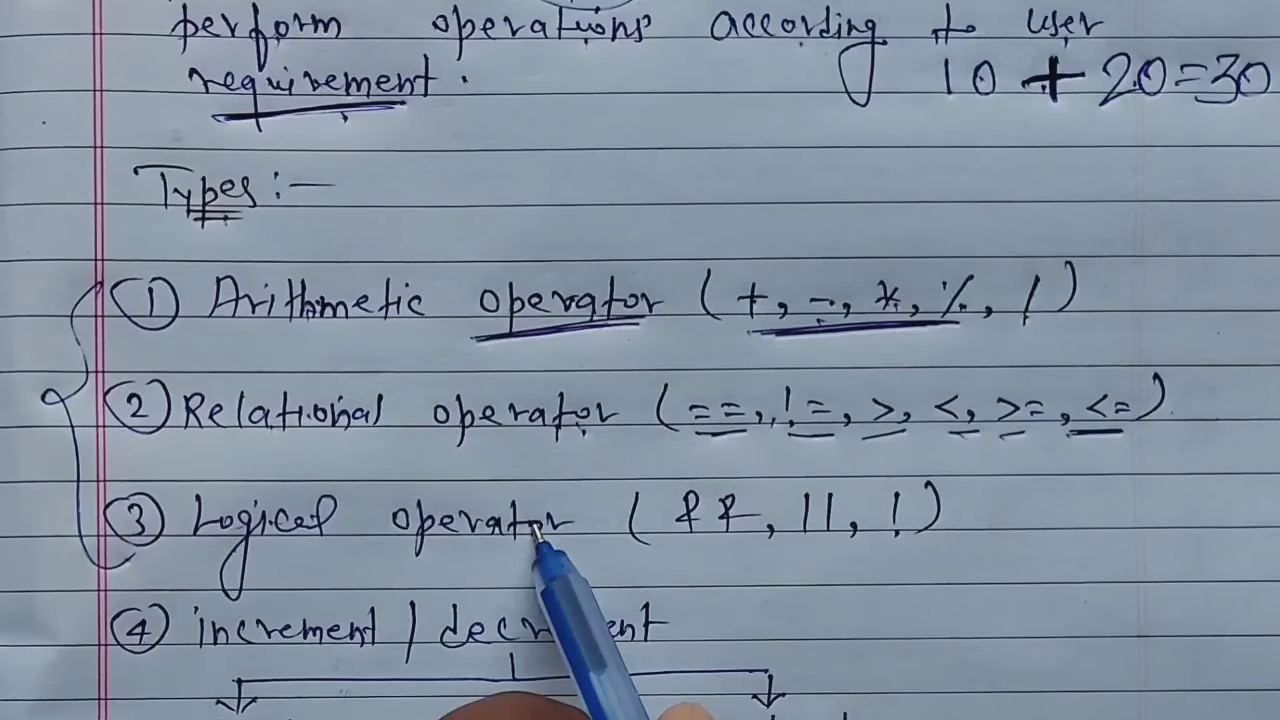 perform operations according to user
requirement. 10 + 20=30
Types :-
① Arithmetic operator ( +, -, *, %, / )
② Relational operator ( ==, !=, >, <, >=, <= )
③ Logical operator ( &&, ||, ! )
④ increment / decrement